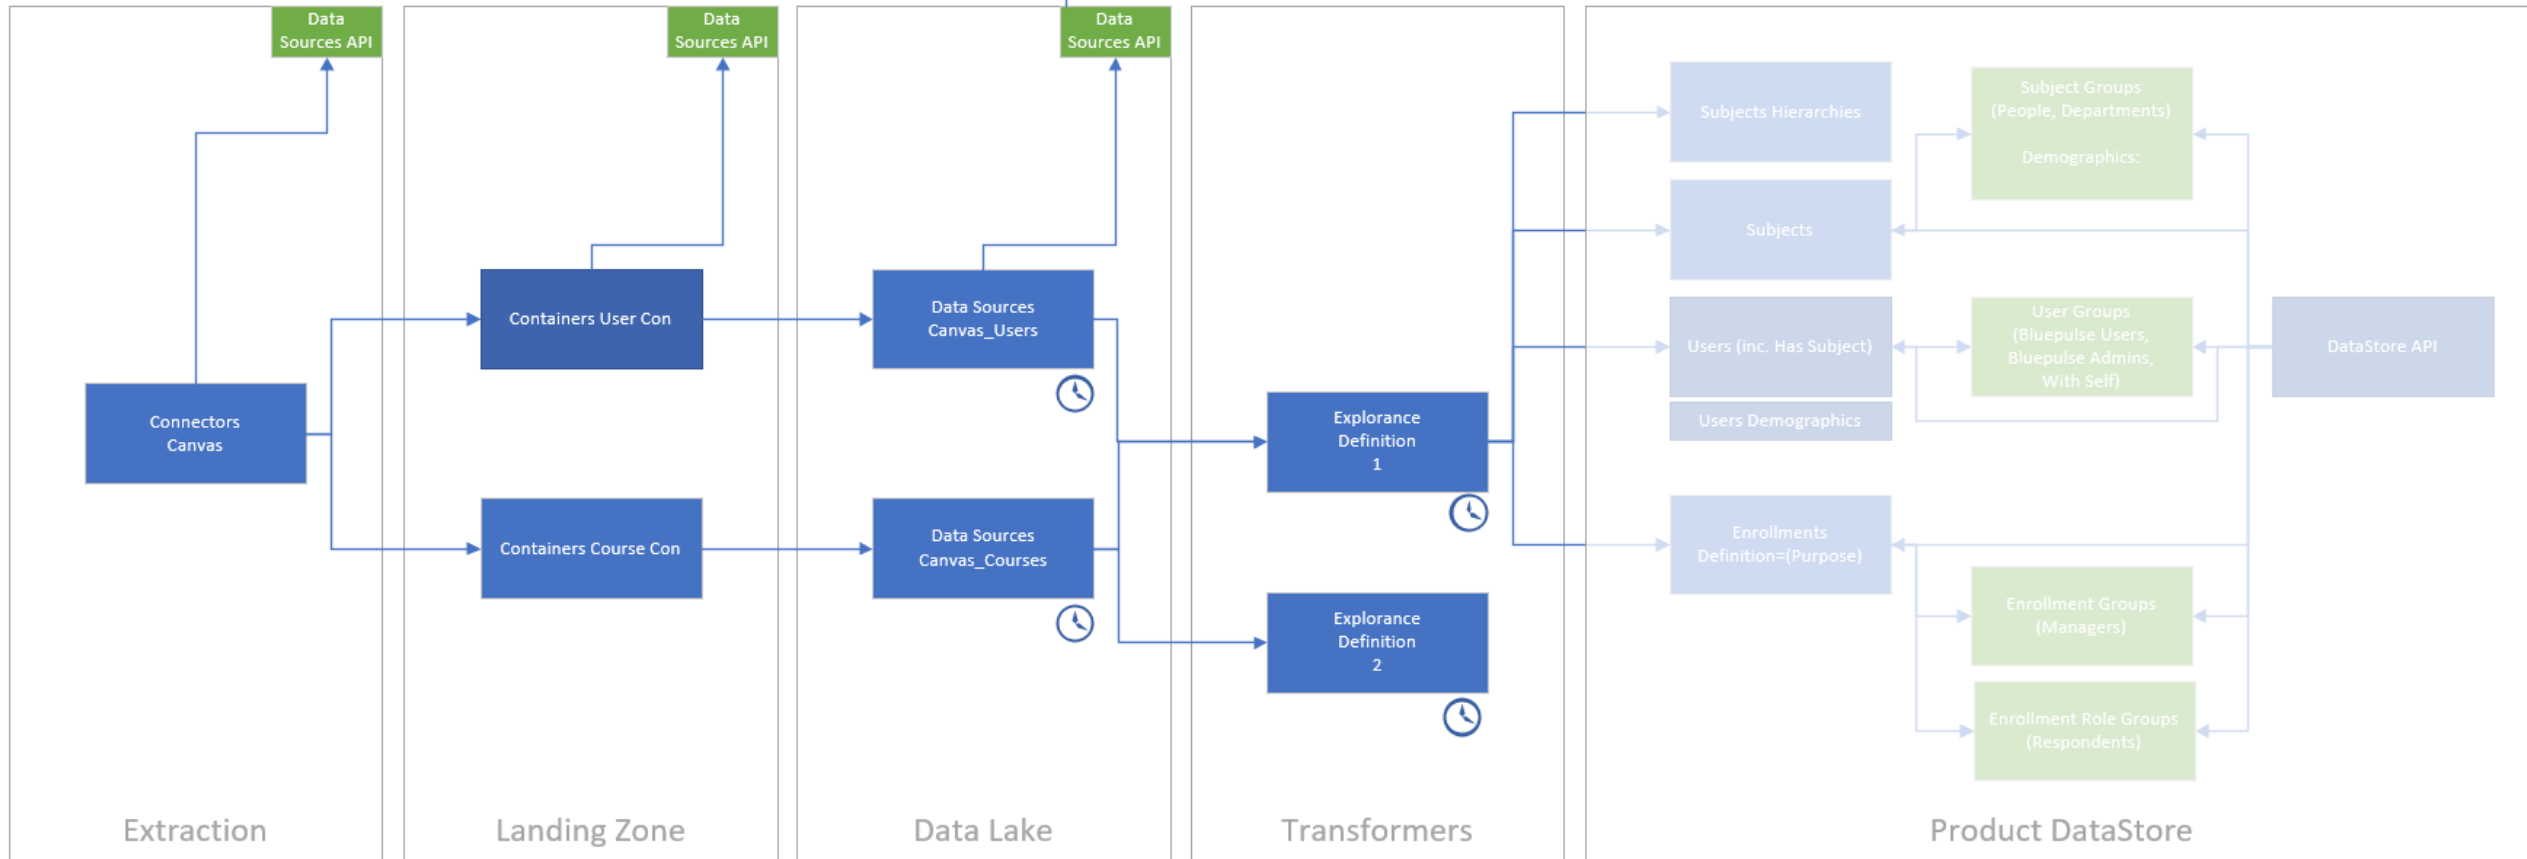 Data
Sources API
Data
Sources API
Data
Sources API
Connectors
Canvas
Containers User Con
Containers Course Con
Data Sources
Canvas_Users
Data Sources
Canvas_Courses
Explorance
Definition
1
Explorance
Definition
2
Subjects Hierarchies
Subjects
Users (inc. Has Subject)
Users Demographics
Enrollments
Definition=(Purpose)
Subject Groups
(People, Departments)
Demographics:
User Groups
(Bluepulse Users,
Bluepulse Admins,
With Self)
Enrollment Groups
(Managers)
Enrollment Role Groups
(Respondents)
DataStore API
Extraction
Landing Zone
Data Lake
Transformers
Product DataStore